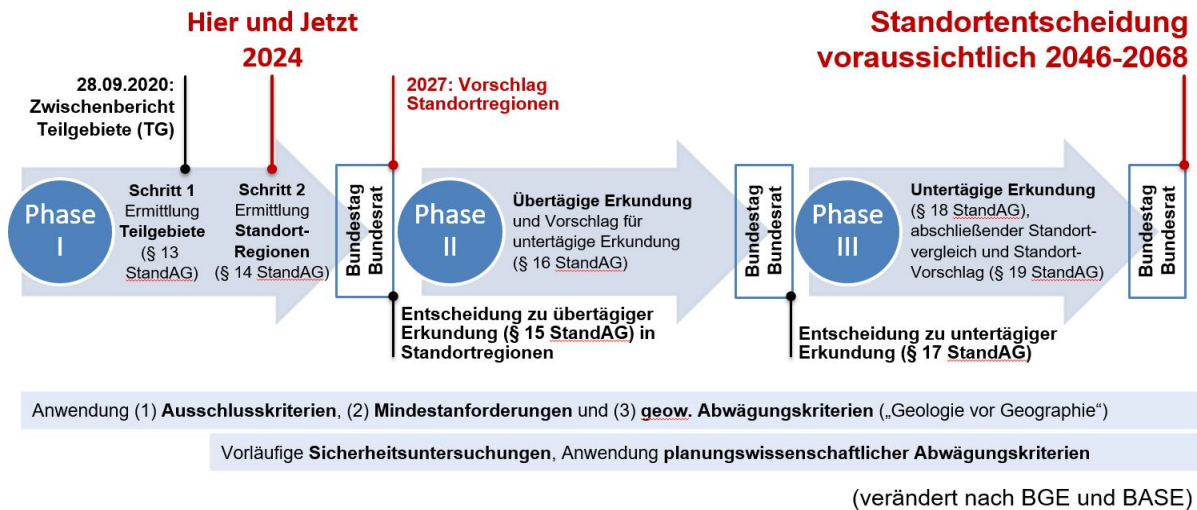 Hier und Jetzt
2024
Standortentscheidung
voraussichtlich 2046-2068
28.09.2020:
Zwischenbericht
Teilgebiete (TG)
2027: Vorschlag
Standortregionen
Phase
I
Schritt 1
Ermittlung
Teilgebiete
(§ 13
StandAG)
Schritt 2
Ermittlung
Standort-
Regionen
(§ 14 StandAG)
Bundestag
Bundesrat
Phase
II
Übertägige Erkundung
und Vorschlag für
untertägige Erkundung
(§ 16 StandAG)
Bundestag
Bundesrat
Phase
III
Untertägige Erkundung
(§ 18 StandAG),
abschließender Standort-
vergleich und Standort-
Vorschlag (§ 19 StandAG)
Bundestag
Bundesrat
Entscheidung zu übertägiger
Erkundung (§ 15 StandAG) in
Standortregionen
Entscheidung zu untertägiger
Erkundung (§ 17 StandAG)
Anwendung (1) Ausschlusskriterien, (2) Mindestanforderungen und (3) geow. Abwägungskriterien („Geologie vor Geographie“)
Vorläufige Sicherheitsuntersuchungen, Anwendung planungswissenschaftlicher Abwägungskriterien
(verändert nach BGE und BASE)